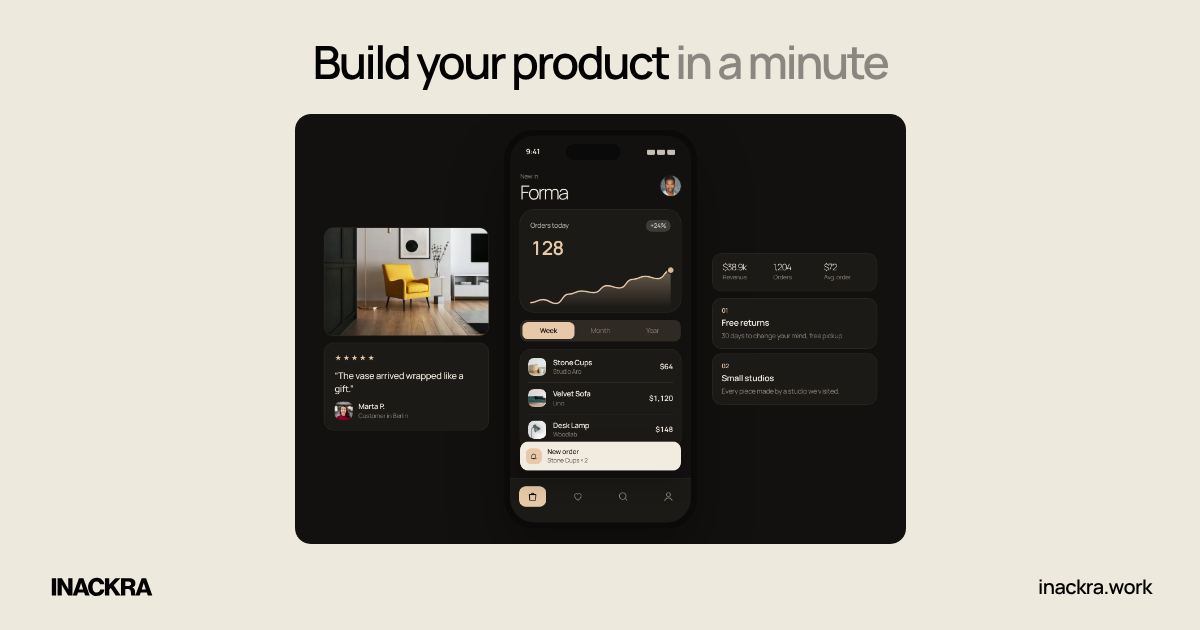 Build your product in a minute
9:41
New in
Forma
Orders today
+24%
128
Week Month Year
Stone Cups
Studio Aro
$64
Velvet Sofa
Linn
$1,120
Desk Lamp
Woodlab
$148
New order
Stone Cups × 2
★★★★★
“The vase arrived wrapped like a
gift.”
Marta P.
Customer in Berlin
$38.9k 1,204 $72
Revenue Orders Avg. order
01
Free returns
30 days to change your mind, free pickup
02
Small studios
Every piece made by a studio we visited.
INACKRA
inackra.work